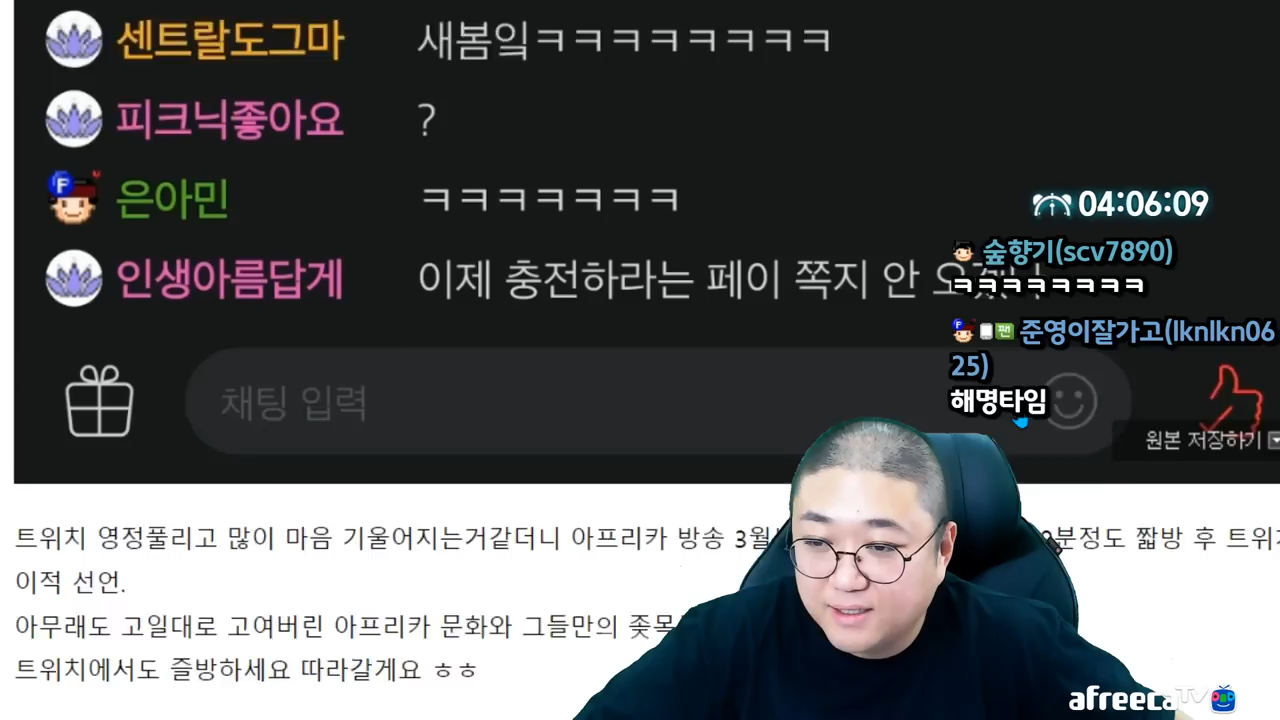 센트랄도그마 새봄잌ㅋㅋㅋㅋㅋㅋㅋㅋ
피크닉좋아요 ?
은아민 ㅋㅋㅋㅋㅋㅋㅋ
인생아름답게 이제 충전하라는 페이 쪽지 안
채팅 입력
04:06:09
숲향기(scv7890)
ㅋㅋㅋㅋㅋㅋㅋㅋ
준영이잘가고(lknlkn06
25)
해명타임
원본 저장하기
트위치 영정풀리고 많이 마음 기울어지는거같더니 아프리카 방송 3월 분정도 짧방 후
이적 선언.
아무래도 고일대로 고여버린 아프리카 문화와 그들만의
트위치에서도 즐방하세요 따라갈게요 ㅎㅎ
afreecaTV